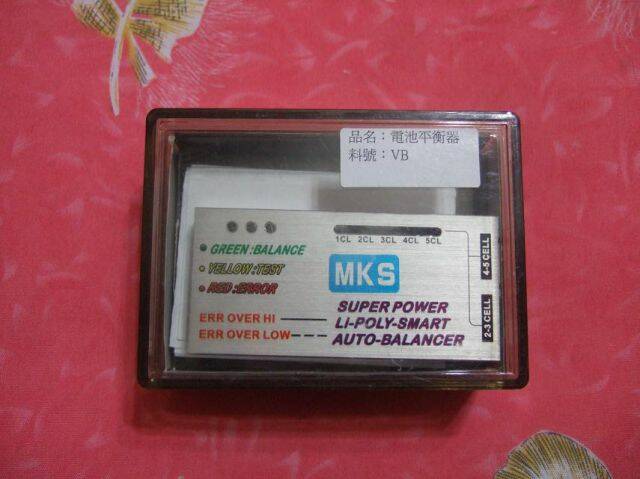 品名：電池平衡器
料號：VB
1CL 2CL 3CL 4CL 5CL
GREEN:BALANCE
YELLOW:TEST
RED:ERROR
ERR OVER HI
ERR OVER LOW
MKS
SUPER POWER
LI-POLY-SMART
AUTO-BALANCER
4-5 CELL
2-3 CELL